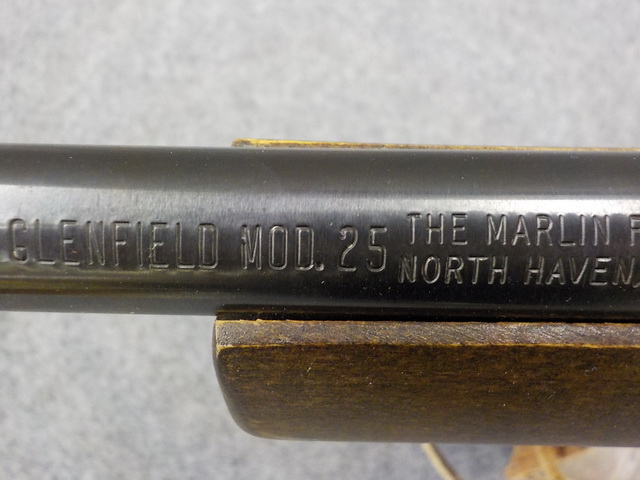 GLENFIELD MOD. 25
THE MARLIN
NORTH HAVEN,